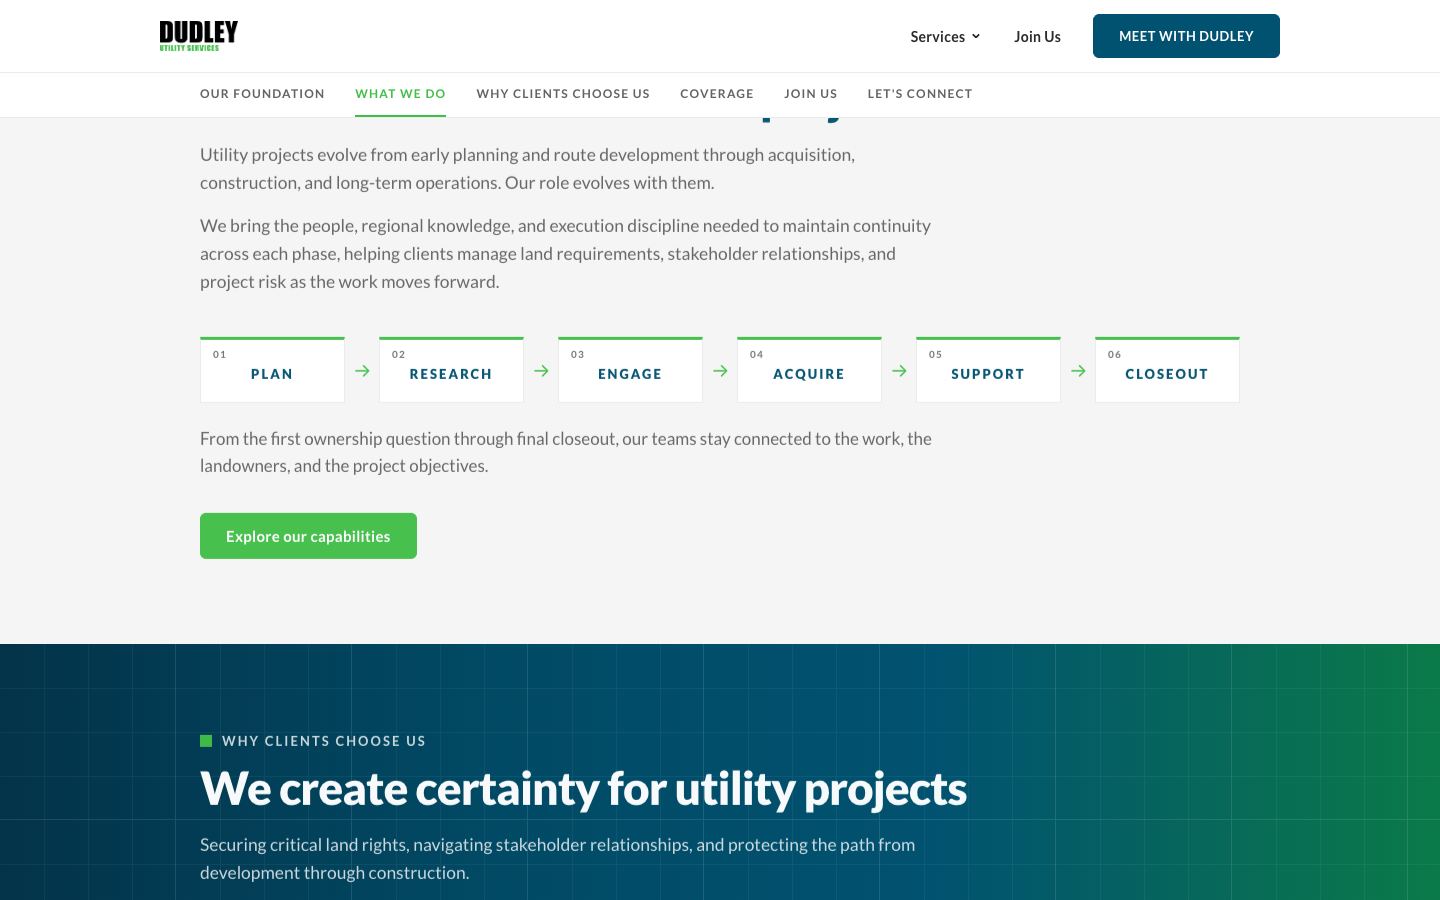 DUDLEY
UTILITY SERVICES
Services
Join Us
MEET WITH DUDLEY
OUR FOUNDATION
WHAT WE DO
WHY CLIENTS CHOOSE US
COVERAGE
JOIN US
LET'S CONNECT
Utility projects evolve from early planning and route development through acquisition,
construction, and long-term operations. Our role evolves with them.
We bring the people, regional knowledge, and execution discipline needed to maintain continuity
across each phase, helping clients manage land requirements, stakeholder relationships, and
project risk as the work moves forward.
01
PLAN
02
RESEARCH
03
ENGAGE
04
ACQUIRE
05
SUPPORT
06
CLOSEOUT
From the first ownership question through final closeout, our teams stay connected to the work, the
landowners, and the project objectives.
Explore our capabilities
WHY CLIENTS CHOOSE US
We create certainty for utility projects
Securing critical land rights, navigating stakeholder relationships, and protecting the path from
development through construction.